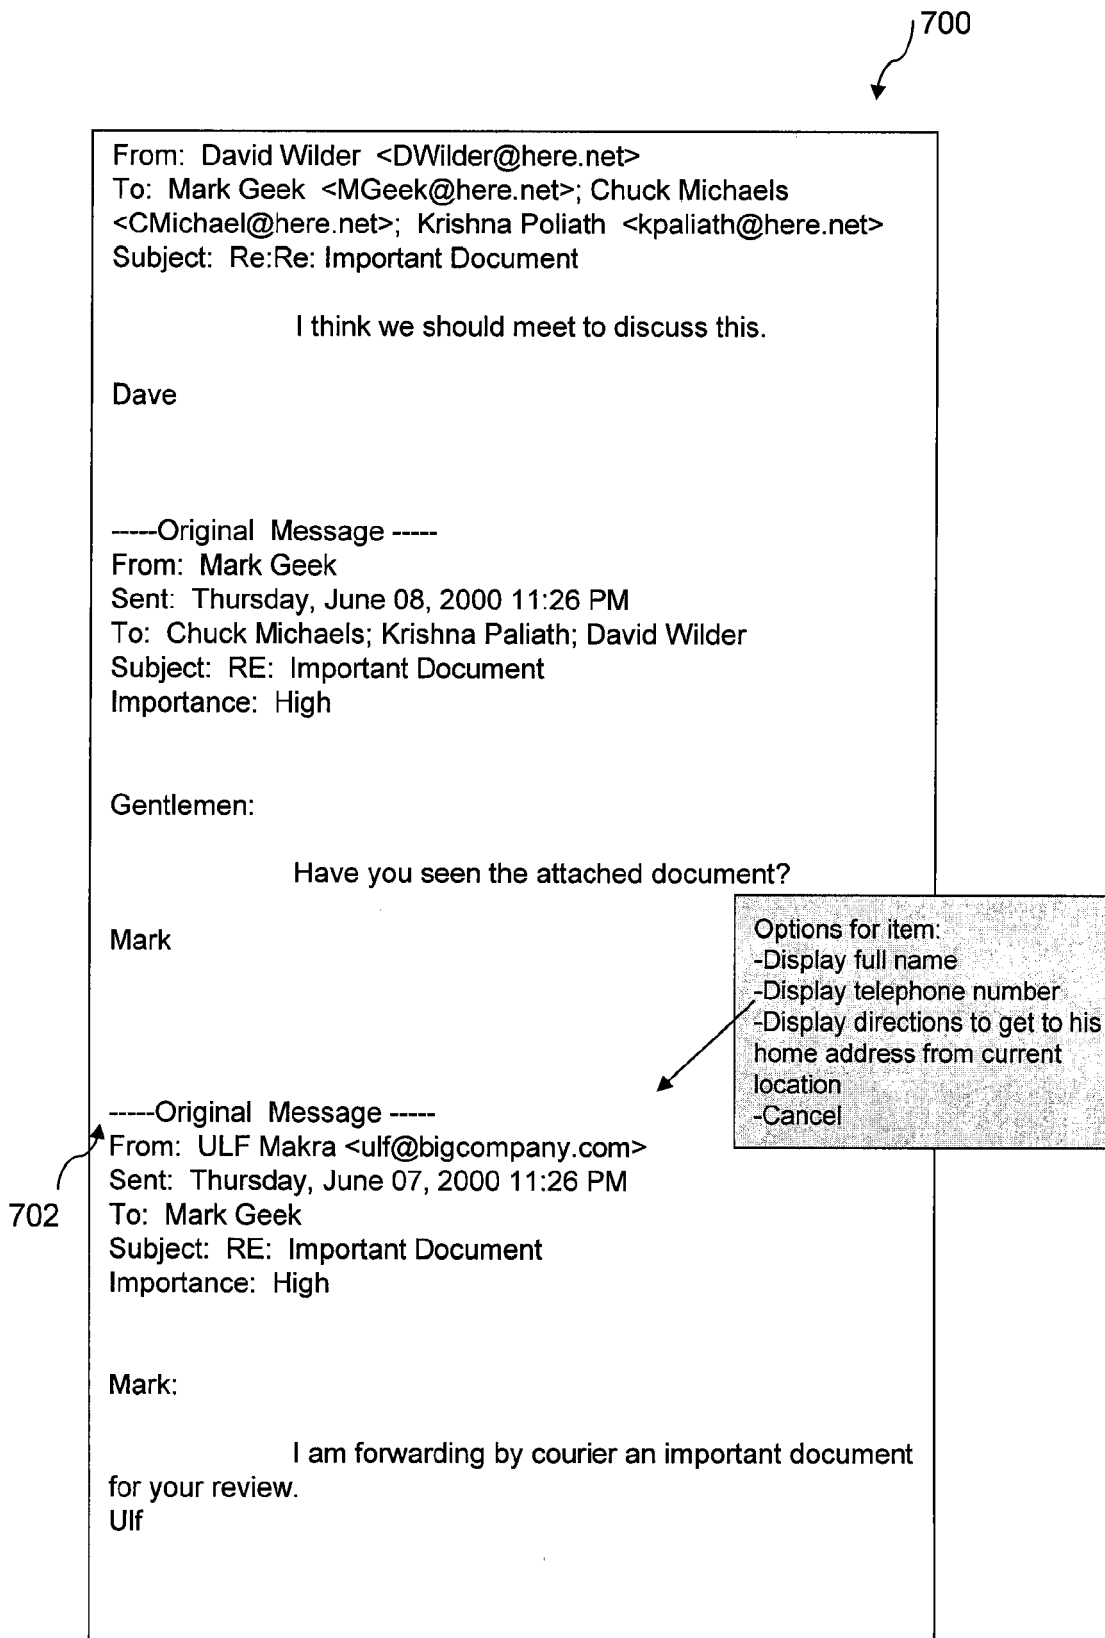 700
From: David Wilder <DWilder@here.net>
To: Mark Geek <MGeek@here.net>; Chuck Michaels
<CMichael@here.net>; Krishna Poliath <kpaliath@here.net>
Subject: Re:Re: Important Document
I think we should meet to discuss this.
Dave
-----Original Message -----
From: Mark Geek
Sent: Thursday, June 08, 2000 11:26 PM
To: Chuck Michaels; Krishna Paliath; David Wilder
Subject: RE: Important Document
Importance: High
Gentlemen:
Have you seen the attached document?
Mark
Options for item:
-Display full name
-Display telephone number
-Display directions to get to his
home address from current
location
-Cancel
-----Original Message -----
From: ULF Makra <ulf@bigcompany.com>
Sent: Thursday, June 07, 2000 11:26 PM
702
To: Mark Geek
Subject: RE: Important Document
Importance: High
Mark:
I am forwarding by courier an important document
for your review.
Ulf